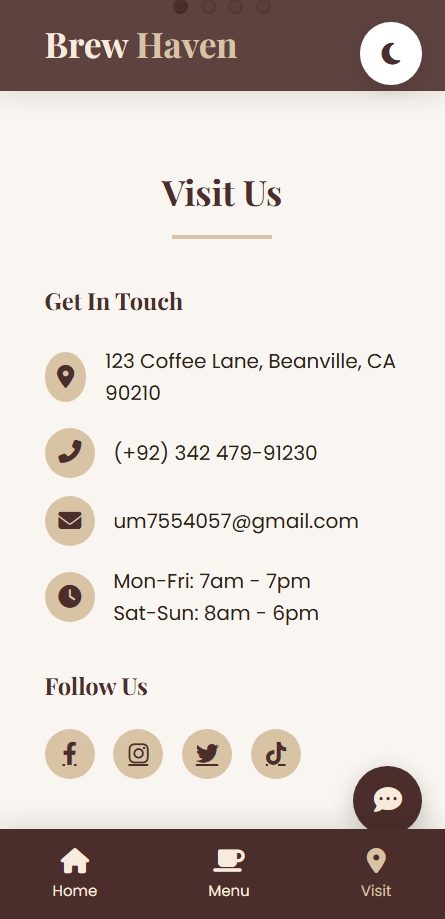 Brew Haven
Visit Us
Get In Touch
123 Coffee Lane, Beanville, CA
90210
(+92) 342 479-91230
um7554057@gmail.com
Mon-Fri: 7am - 7pm
Sat-Sun: 8am - 6pm
Follow Us
Home Menu Visit